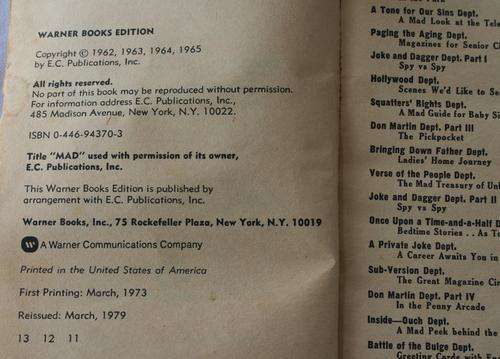 WARNER BOOKS EDITION
Copyright © 1962, 1963, 1964, 1965
by E.C. Publications, Inc.
All rights reserved.
No part of this book may be reproduced without permission.
For information address E.C. Publications, Inc.,
485 Madison Avenue, New York, N.Y. 10022.
ISBN 0-446-94370-3
Title "MAD" used with permission of its owner,
E.C. Publications, Inc.
This Warner Books Edition is published by
arrangement with E.C. Publications, Inc.
Warner Books, Inc., 75 Rockefeller Plaza, New York, N.Y. 10019
A Warner Communications Company
Printed in the United States of America
First Printing: March, 1973
Reissued: March, 1979
13 12 11
A Tone for Our Sins Dept.
A Mad Look at the
Paging the Aging Dept.
Magazines for Senior
Joke and Dagger Dept. Part I
Spy vs Spy
Hollywood Dept.
Scenes We'd Like to
Squatters' Rights Dept.
A Mad Guide for Baby
Don Martin Dept. Part III
The Pickpocket
Bringing Down Father Dept.
Ladies' Home Journey
Verse of the People Dept.
The Mad Treasury of
Joke and Dagger Dept. Part II
Spy vs Spy
Once Upon a Time-and-a-Half
Bedtime Stories . . As
A Private Joke Dept.
A Career Awaits You in
Sub-Version Dept.
The Great Magazine
Don Martin Dept. Part IV
In the Penny Arcade
Inside—Ouch Dept.
A Mad Peek behind the
Battle of the Bulge Dept.
Greeting Cards with